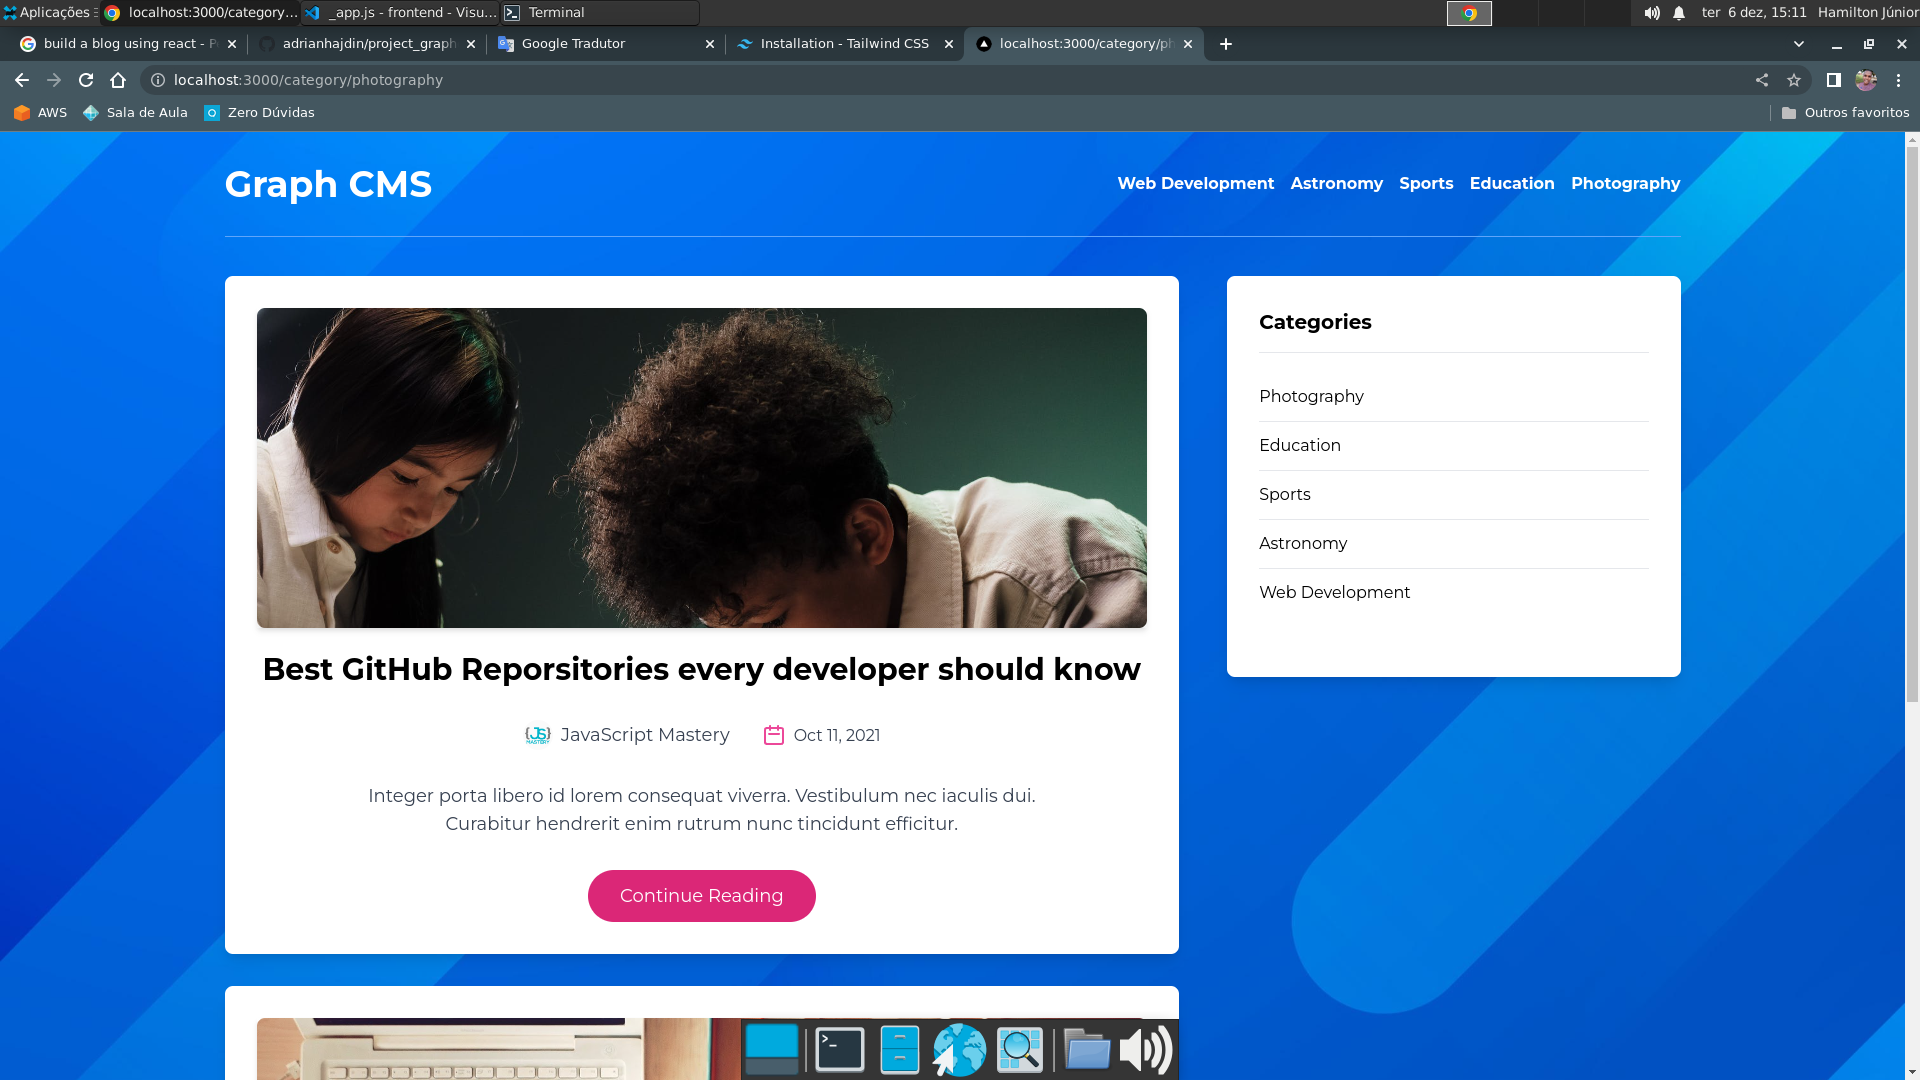 Aplicações
localhost:3000/category...
_app.js - frontend - Visu...
Terminal
ter 6 dez, 15:11
Hamilton Júnior
build a blog using react - P
adrianhajdin/project_graph
Google Tradutor
Installation - Tailwind CSS
localhost:3000/category/ph
localhost:3000/category/photography
AWS
Sala de Aula
Zero Dúvidas
Outros favoritos
Graph CMS
Web Development
Astronomy
Sports
Education
Photography
Categories
Photography
Education
Sports
Astronomy
Web Development
Best GitHub Reporsitories every developer should know
{JS}
MASTERY
JavaScript Mastery
Oct 11, 2021
Integer porta libero id lorem consequat viverra. Vestibulum nec iaculis dui.
Curabitur hendrerit enim rutrum nunc tincidunt efficitur.
Continue Reading